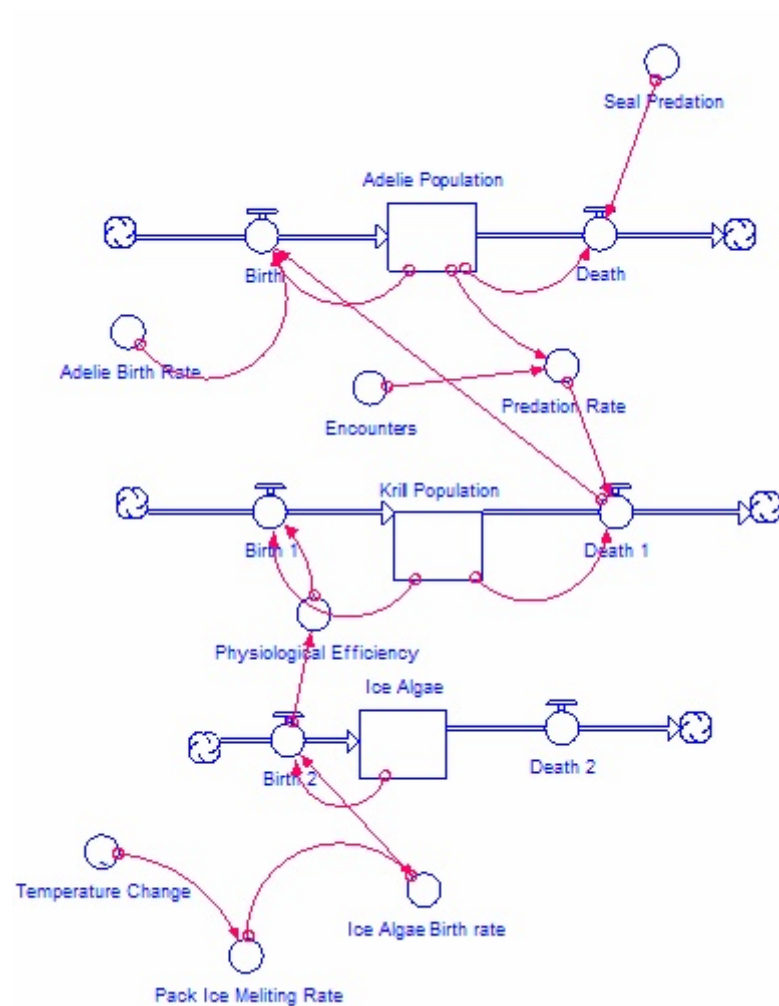 Seal Predation
Adelie Population
Birth
Death
Adelie Birth Rate
Encounters
Predation Rate
Krill Population
Birth 1
Death 1
Physiological Efficiency
Ice Algae
Birth 2
Death 2
Temperature Change
Ice Algae Birth rate
Pack Ice Meliting Rate